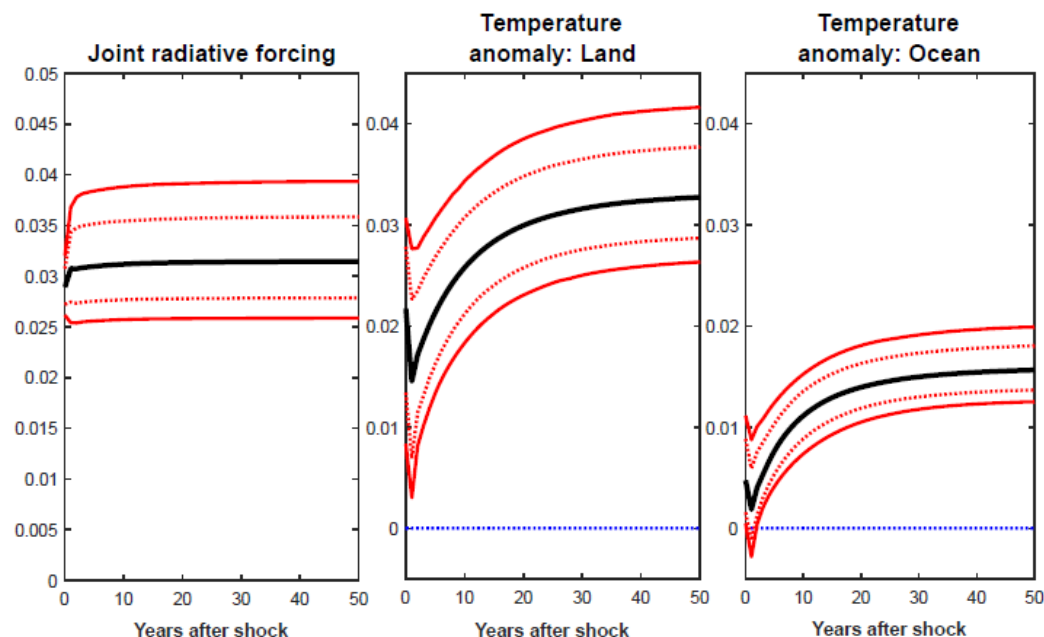 Joint radiative forcing
0.05
0.045
0.04
0.035
0.03
0.025
0.02
0.015
0.01
0.005
0
0 10 20 30 40 50
Years after shock
Temperature
anomaly: Land
0.04
0.03
0.02
0.01
0
0 10 20 30 40 50
Years after shock
Temperature
anomaly: Ocean
0.04
0.03
0.02
0.01
0
0 10 20 30 40 50
Years after shock